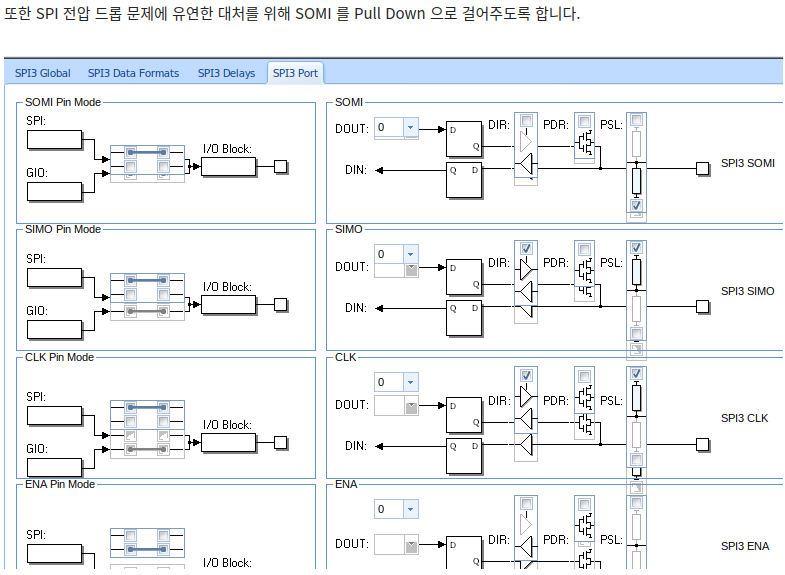 또한 SPI 전압 드롭 문제에 유연한 대처를 위해 SOMI 를 Pull Down 으로 걸어주도록 합니다.
SPI3 Global SPI3 Data Formats SPI3 Delays SPI3 Port
SOMI Pin Mode
SPI:
I/O Block:
GIO:
SOMI
DOUT: 0 D Q DIR: PDR: PSL:
DIN: Q D
SPI3 SOMI
SIMO Pin Mode
SPI:
I/O Block:
GIO:
SIMO
0
DOUT: D Q DIR: PDR: PSL:
DIN: Q D
SPI3 SIMO
CLK Pin Mode
SPI:
I/O Block:
GIO:
CLK
0
DOUT: D Q DIR: PDR: PSL:
DIN: Q D
SPI3 CLK
ENA Pin Mode
SPI:
I/O Block:
ENA
0
DOUT: D Q DIR: PDR: PSL:
SPI3 ENA